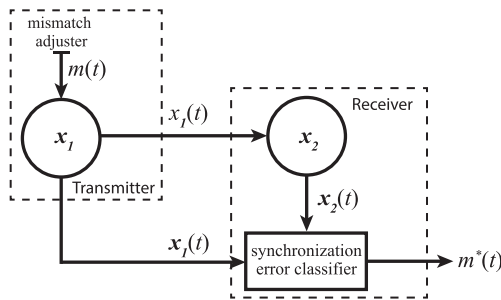 mismatch
adjuster
m(t)
Receiver
x₁(t)
x₁
x₂
Transmitter
x₂(t)
x₁(t)
synchronization
error classifier
m*(t)